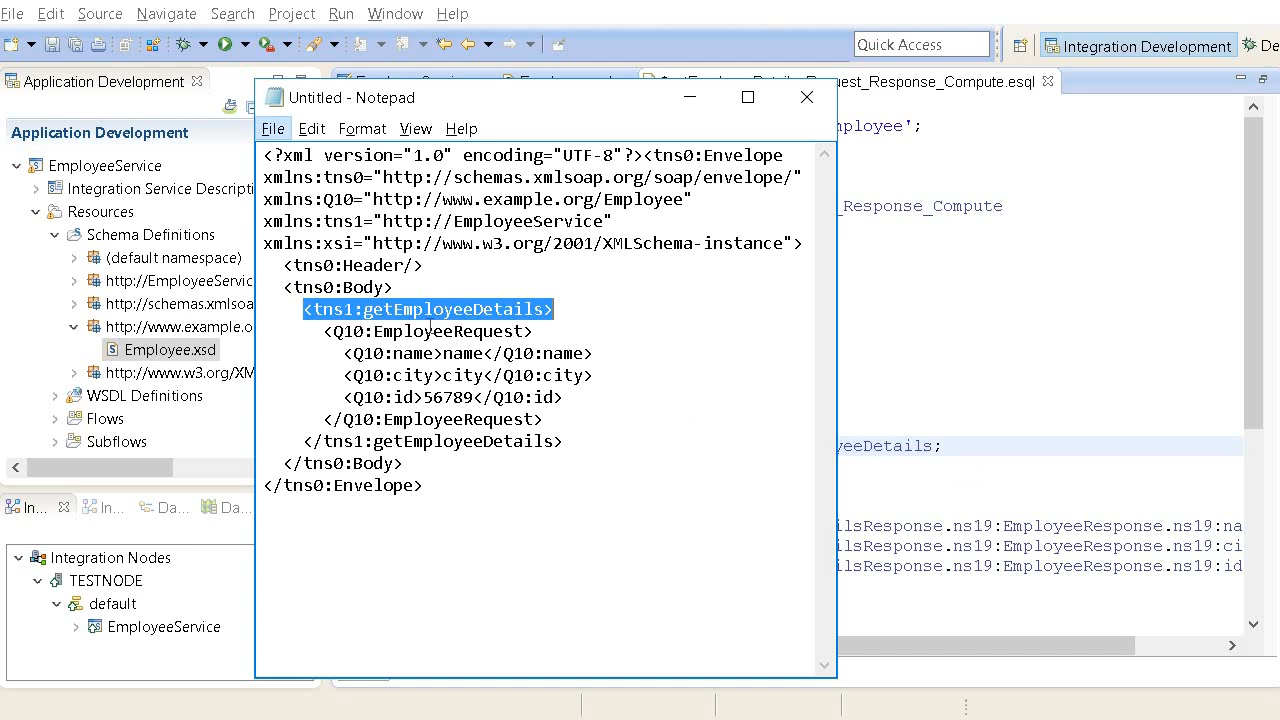 File Edit Source Navigate Search Project Run Window Help
Quick Access
Integration Development
De
Application Development
uest_Response_Compute.esql
Untitled - Notepad
File Edit Format View Help
Application Development
EmployeeService
Integration Service Descripti
Resources
Schema Definitions
(default namespace)
http://EmployeeServic
http://schemas.xmlsoa
http://www.example.o
Employee.xsd
http://www.w3.org/XM
WSDL Definitions
Flows
Subflows
In...
In...
Da...
Da...
Integration Nodes
TESTNODE
default
EmployeeService
<?xml version="1.0" encoding="UTF-8"?><tns0:Envelope
xmlns:tns0="http://schemas.xmlsoap.org/soap/envelope/"
xmlns:Q10="http://www.example.org/Employee"
xmlns:tns1="http://EmployeeService"
xmlns:xsi="http://www.w3.org/2001/XMLSchema-instance">
<tns0:Header/>
<tns0:Body>
<tns1:getEmployeeDetails>
<Q10:EmployeeRequest>
<Q10:name>name</Q10:name>
<Q10:city>city</Q10:city>
<Q10:id>56789</Q10:id>
</Q10:EmployeeRequest>
</tns1:getEmployeeDetails>
</tns0:Body>
</tns0:Envelope>
mployee';
_Response_Compute
eeDetails;
ilsResponse.ns19:EmployeeResponse.ns19:na
ilsResponse.ns19:EmployeeResponse.ns19:ci
ilsResponse.ns19:EmployeeResponse.ns19:id